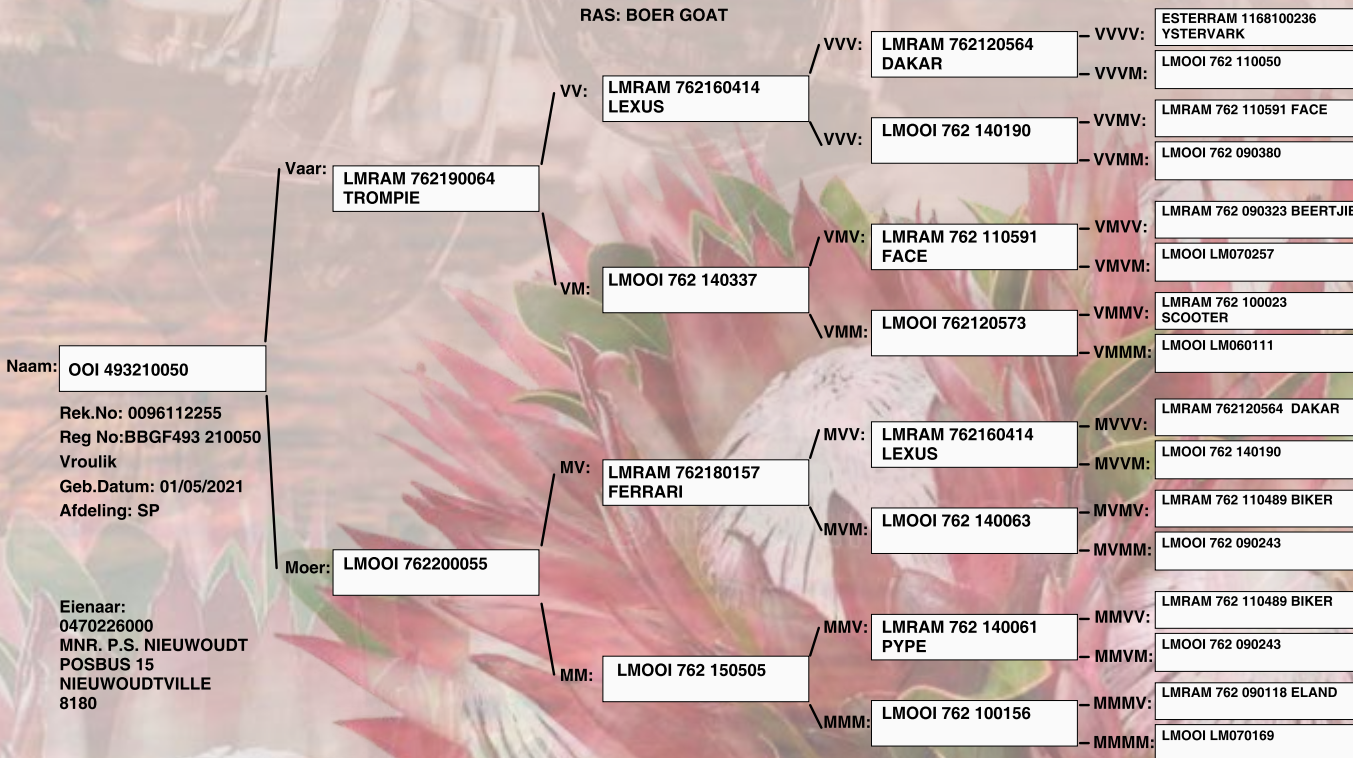 RAS: BOER GOAT
Naam:
OOI 493210050
Rek.No: 0096112255
Reg No:BBGF493 210050
Vroulik
Geb.Datum: 01/05/2021
Afdeling: SP
Eienaar:
0470226000
MNR. P.S. NIEUWOUDT
POSBUS 15
NIEUWOUDTVILLE
8180
Vaar:
LMRAM 762190064
TROMPIE
Moer:
LMOOI 762200055
VV:
LMRAM 762160414
LEXUS
VM:
LMOOI 762 140337
MV:
LMRAM 762180157
FERRARI
MM:
LMOOI 762 150505
VVV:
LMRAM 762120564
DAKAR
VVV:
LMOOI 762 140190
VMV:
LMRAM 762 110591
FACE
VMM:
LMOOI 762120573
MVV:
LMRAM 762160414
LEXUS
MVM:
LMOOI 762 140063
MMV:
LMRAM 762 140061
PYPE
MMM:
LMOOI 762 100156
VVVV:
ESTERRAM 1168100236
YSTERVARK
VVVM:
LMOOI 762 110050
VVMV:
LMRAM 762 110591 FACE
VVMM:
LMOOI 762 090380
VMVV:
LMRAM 762 090323 BEERTJIE
VMVM:
LMOOI LM070257
VMMV:
LMRAM 762 100023
SCOOTER
VMMM:
LMOOI LM060111
MVVV:
LMRAM 762120564 DAKAR
MVVM:
LMOOI 762 140190
MVMV:
LMRAM 762 110489 BIKER
MVMM:
LMOOI 762 090243
MMVV:
LMRAM 762 110489 BIKER
MMVM:
LMOOI 762 090243
MMMV:
LMRAM 762 090118 ELAND
MMMM:
LMOOI LM070169